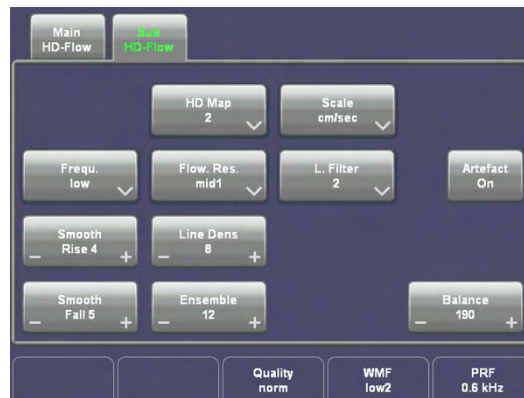 Main
HD-Flow
Sub
HD-Flow
HD Map
2
Scale
cm/sec
Frequ.
low
Flow. Res.
mid1
L. Filter
2
Artefact
On
Smooth
Rise 4
- +
Line Dens
8
- +
Smooth
Fall 5
- +
Ensemble
12
- +
Balance
190
- +
Quality
norm
WMF
low2
PRF
0.6 kHz